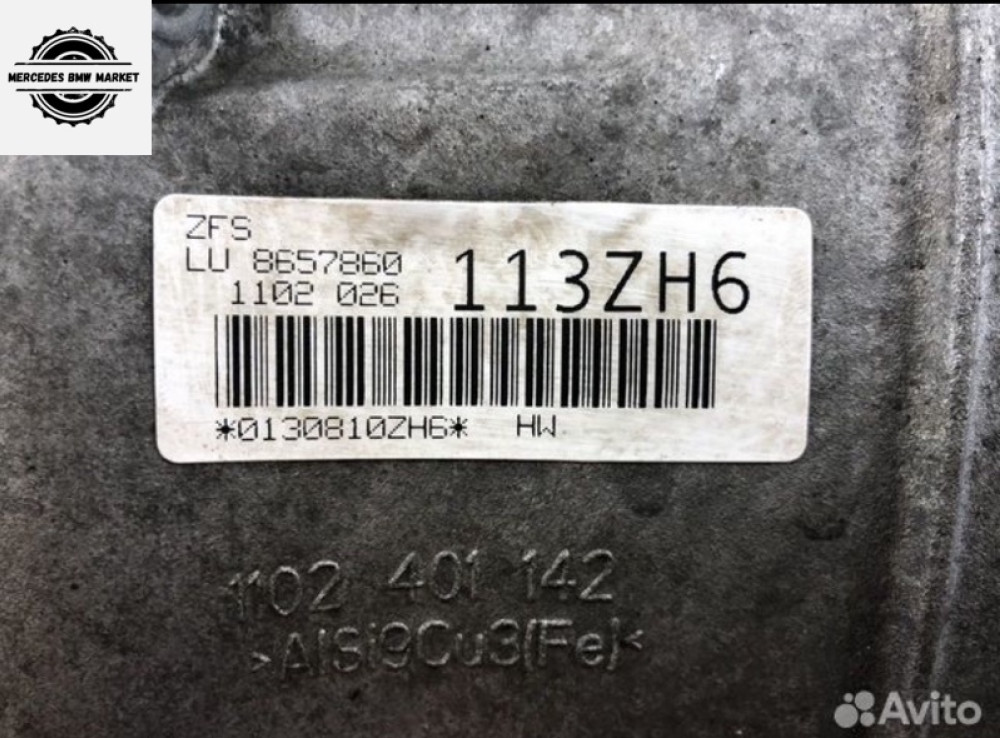 MERCEDES BMW MARKET
ZFS
LU 8657860
1102 026
113ZH6
*0130810ZH6* HW
1102 401 142
>AlSi9Cu3(Fe)<
Avito